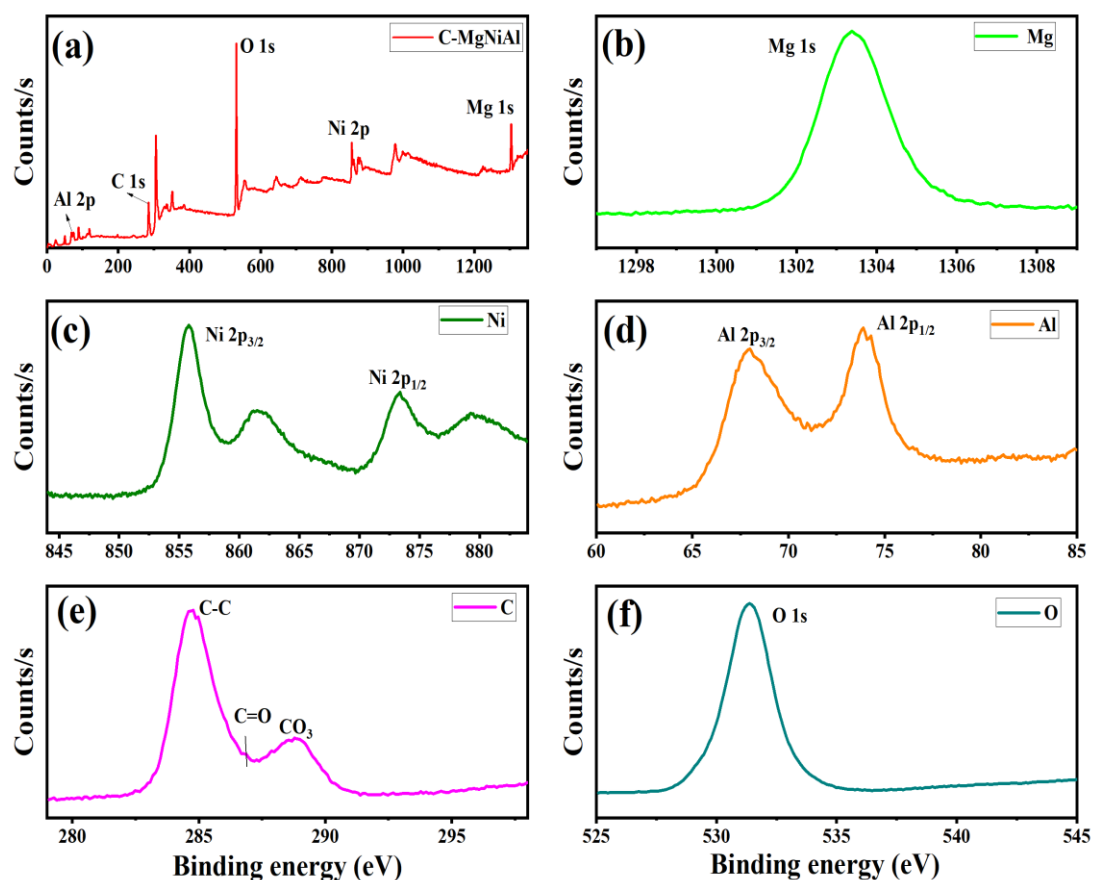 (a)
C-MgNiAl
O 1s
Mg 1s
Ni 2p
C 1s
Al 2p
Counts/s
0 200 400 600 800 1000 1200
(b)
Mg 1s
Mg
Counts/s
1298 1300 1302 1304 1306 1308
(c)
Ni 2p3/2
Ni
Ni 2p1/2
Counts/s
845 850 855 860 865 870 875 880
(d)
Al 2p3/2
Al 2p1/2
Al
Counts/s
60 65 70 75 80 85
(e)
C-C
C
C=O
CO3
Counts/s
280 285 290 295
Binding energy (eV)
(f)
O 1s
O
Counts/s
525 530 535 540 545
Binding energy (eV)